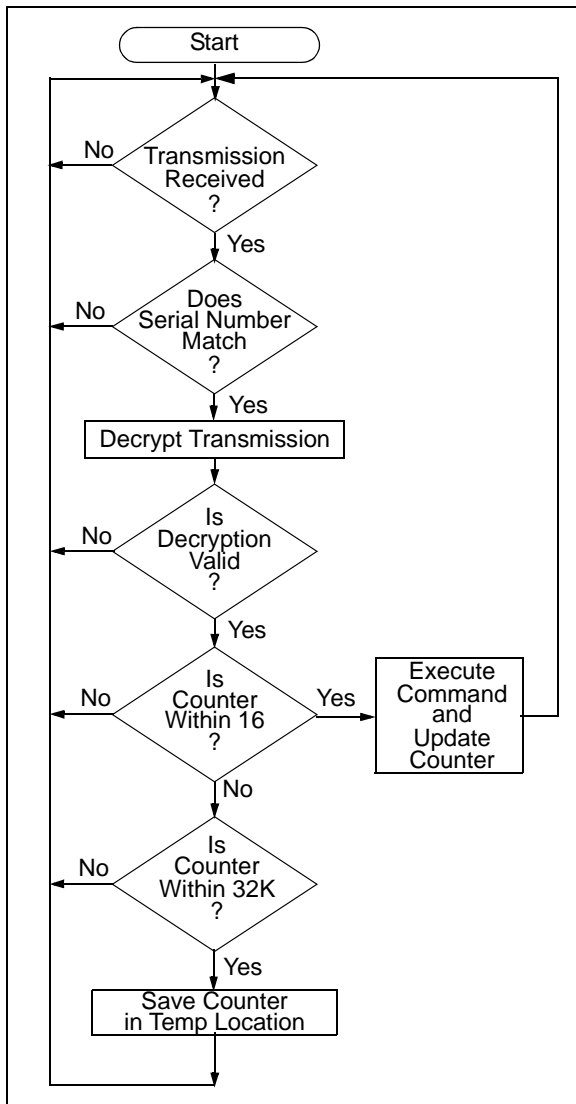 Start
No
Transmission
Received
?
Yes
No
Does
Serial Number
Match
?
Yes
Decrypt Transmission
No
Is
Decryption
Valid
?
Yes
No
Is
Counter
Within 16
?
Yes
Execute
Command
and
Update
Counter
No
No
Is
Counter
Within 32K
?
Yes
Save Counter
in Temp Location